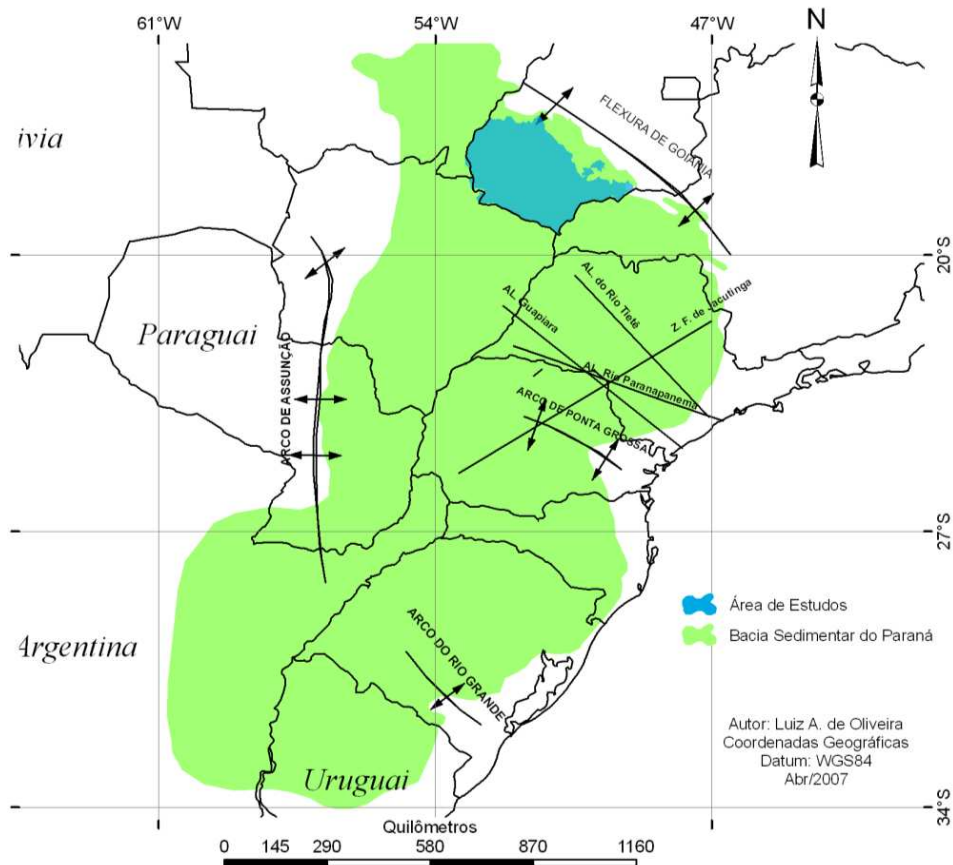 61°W
54°W
47°W
N
FLEXURA DE GOIANIA
ivia
20°S
AL. do Rio Tietê
AL. Guapiara
Z. F. de Jacutinga
Paraguai
ARCO DE ASSUNÇÃO
AL. Rio Paranapanema
ARCO DE PONTA GROSSA
27°S
Área de Estudos
Bacia Sedimentar do Paraná
Argentina
ARCO DO RIO GRANDE
Autor: Luiz A. de Oliveira
Coordenadas Geográficas
Datum: WGS84
Abr/2007
Uruguai
34°S
Quilômetros
0 145 290 580 870 1160